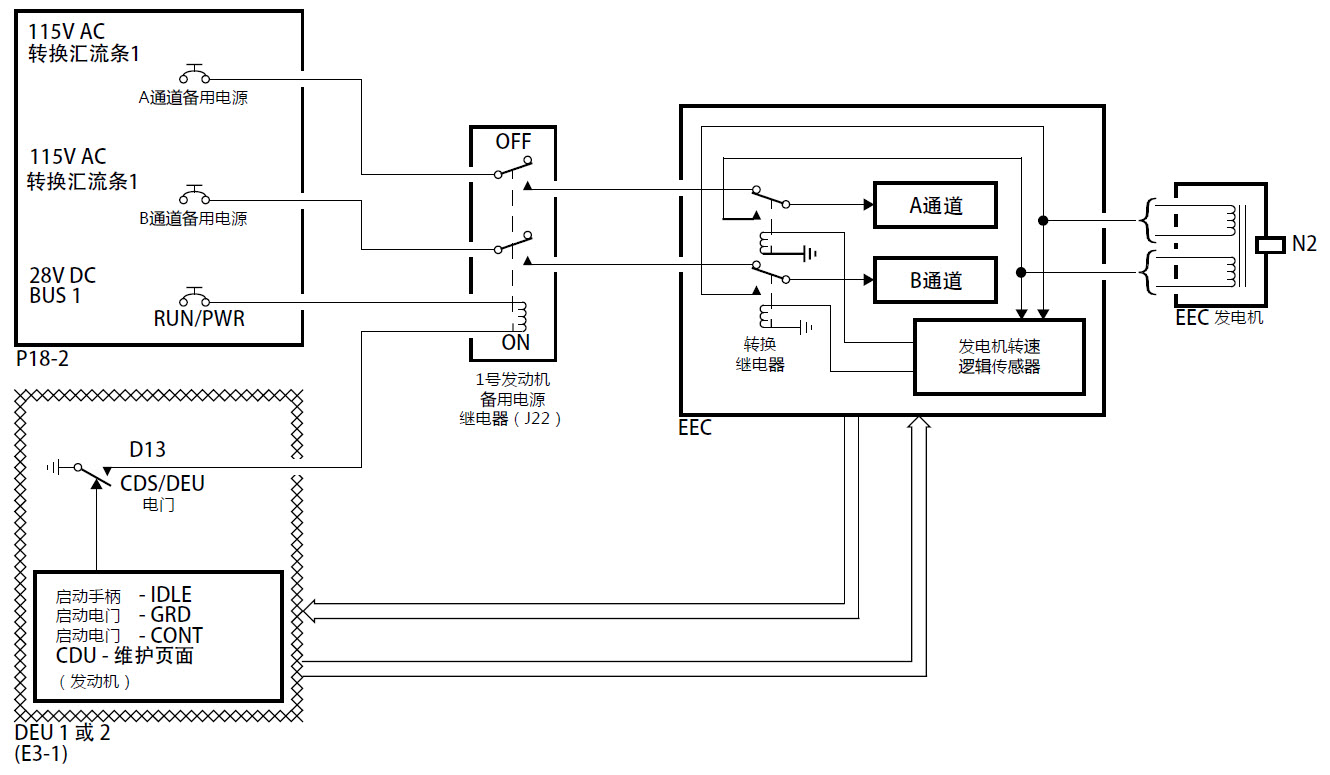 115V AC
转换汇流条1
A通道备用电源
115V AC
转换汇流条1
B通道备用电源
28V DC
BUS 1
RUN/PWR
P18-2
OFF
ON
1号发动机
备用电源
继电器（J22）
A通道
B通道
转换
继电器
发电机转速
逻辑传感器
EEC
N2
EEC 发电机
D13
CDS/DEU
电门
启动手柄 - IDLE
启动电门 - GRD
启动电门 - CONT
CDU - 维护页面
（发动机）
DEU 1 或 2
(E3-1)